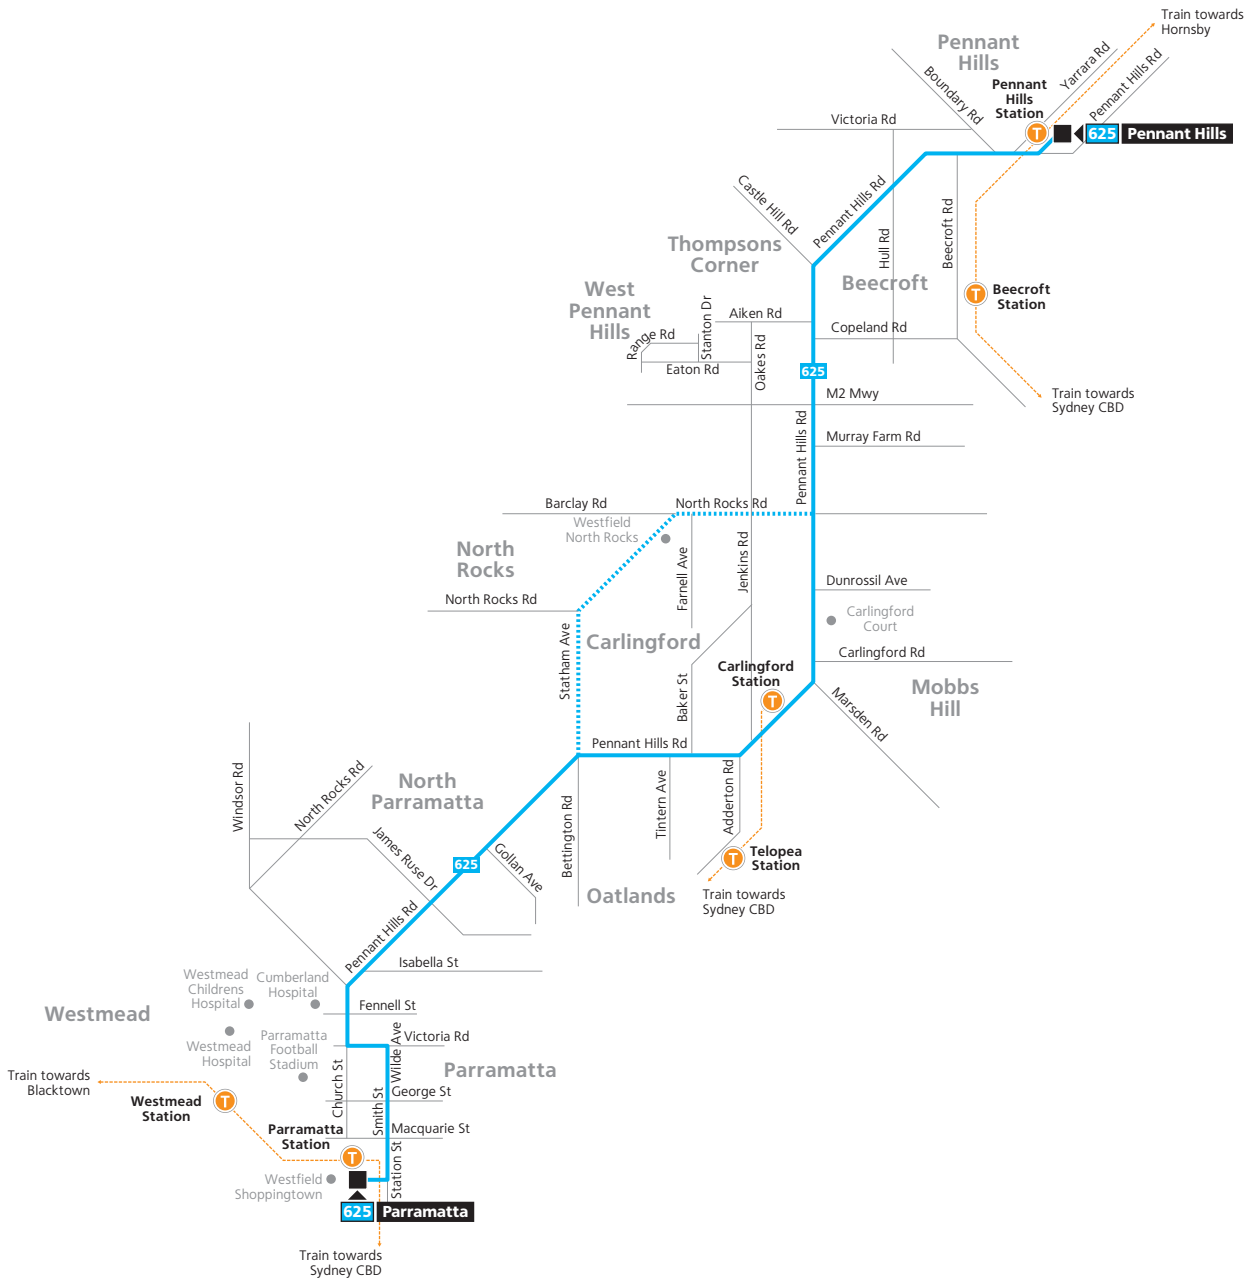 Train towards
Hornsby
Pennant
Hills
Yarrara Rd
Boundary Rd
Pennant
Hills
Station
Pennant Hills Rd
Victoria Rd
T
625
Pennant Hills
Castle Hill Rd
Pennant Hills Rd
Hull Rd
Beecroft Rd
Thompsons
Corner
Beecroft
T
Beecroft
Station
West
Pennant
Hills
Stanton Dr
Aiken Rd
Copeland Rd
Range Rd
Oakes Rd
Eaton Rd
625
Train towards
Sydney CBD
M2 Mwy
Pennant Hills Rd
Murray Farm Rd
Barclay Rd
North Rocks Rd
Westfield
North Rocks
North
Rocks
Farnell Ave
Jenkins Rd
Dunrossil Ave
North Rocks Rd
Carlingford
Court
Statham Ave
Carlingford
Carlingford Rd
Carlingford
Station
T
Baker St
Mobbs
Hill
Marsden Rd
Pennant Hills Rd
Windsor Rd
North Rocks Rd
North
Parramatta
Bettington Rd
Tintern Ave
Adderton Rd
James Ruse Dr
Gollan Ave
625
T
Telopea
Station
Oatlands
Train towards
Sydney CBD
Pennant Hills Rd
Isabella St
Westmead
Childrens
Hospital
Cumberland
Hospital
Westmead
Fennell St
Westmead
Hospital
Parramatta
Football
Stadium
Wilde Ave
Victoria Rd
Parramatta
Church St
Train towards
Blacktown
Westmead
Station
T
Smith St
George St
Parramatta
Station
Macquarie St
T
Station St
Westfield
Shoppingtown
625
Parramatta
Train towards
Sydney CBD